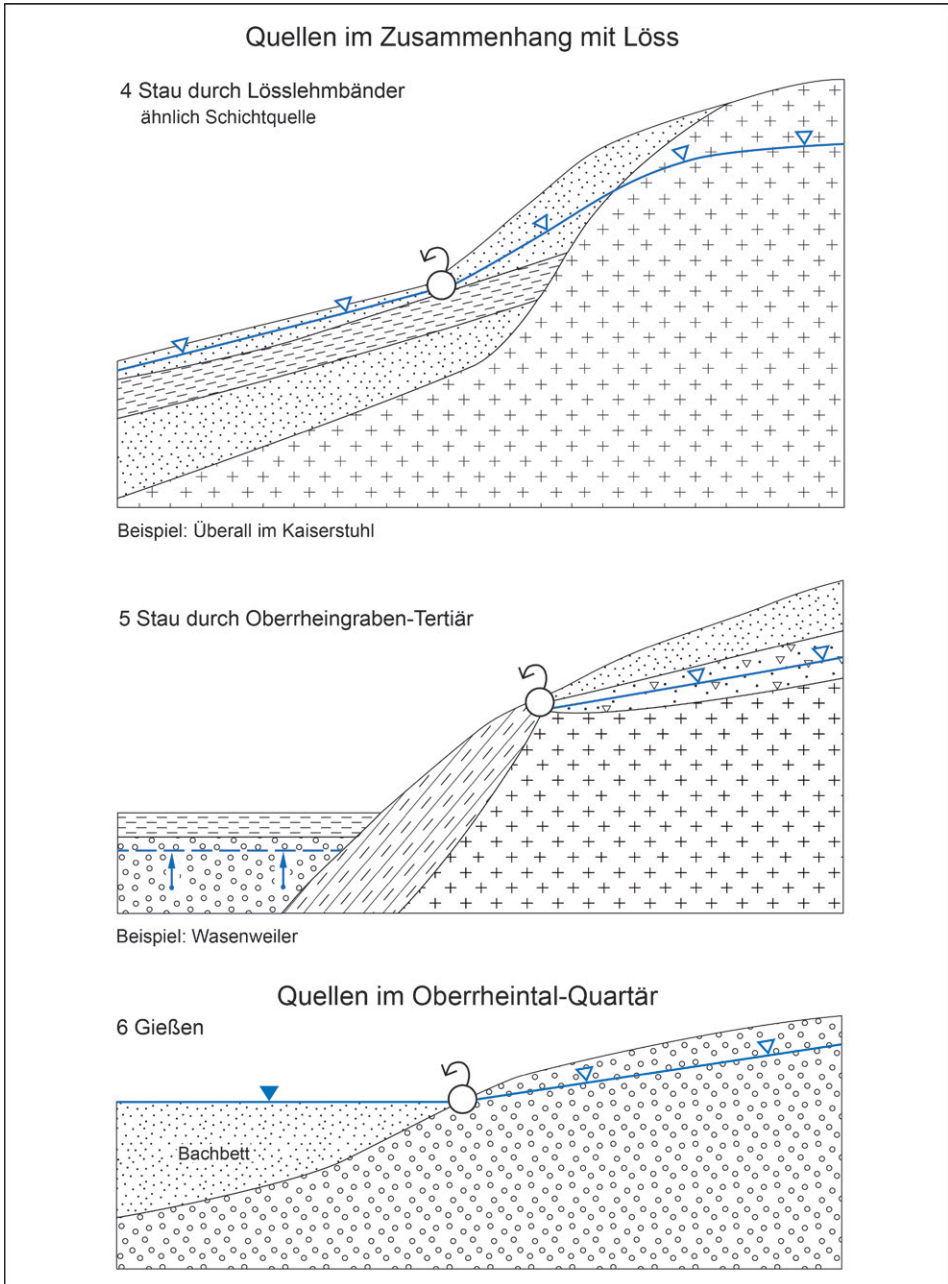 Quellen im Zusammenhang mit Löss
4 Stau durch Lösslehmbänder
ähnlich Schichtquelle
Beispiel: Überall im Kaiserstuhl
5 Stau durch Oberrheingraben-Tertiär
Beispiel: Wasenweiler
Quellen im Oberrheintal-Quartär
6 Gießen
Bachbett